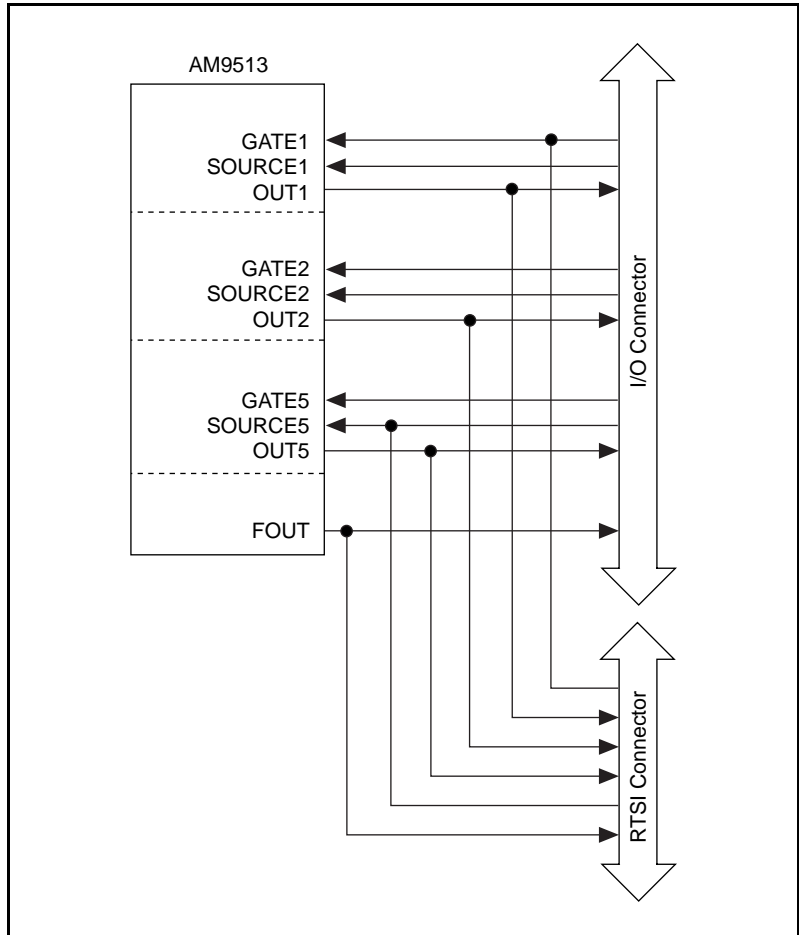 AM9513
GATE1
SOURCE1
OUT1
GATE2
SOURCE2
OUT2
GATE5
SOURCE5
OUT5
FOUT
I/O Connector
RTSI Connector